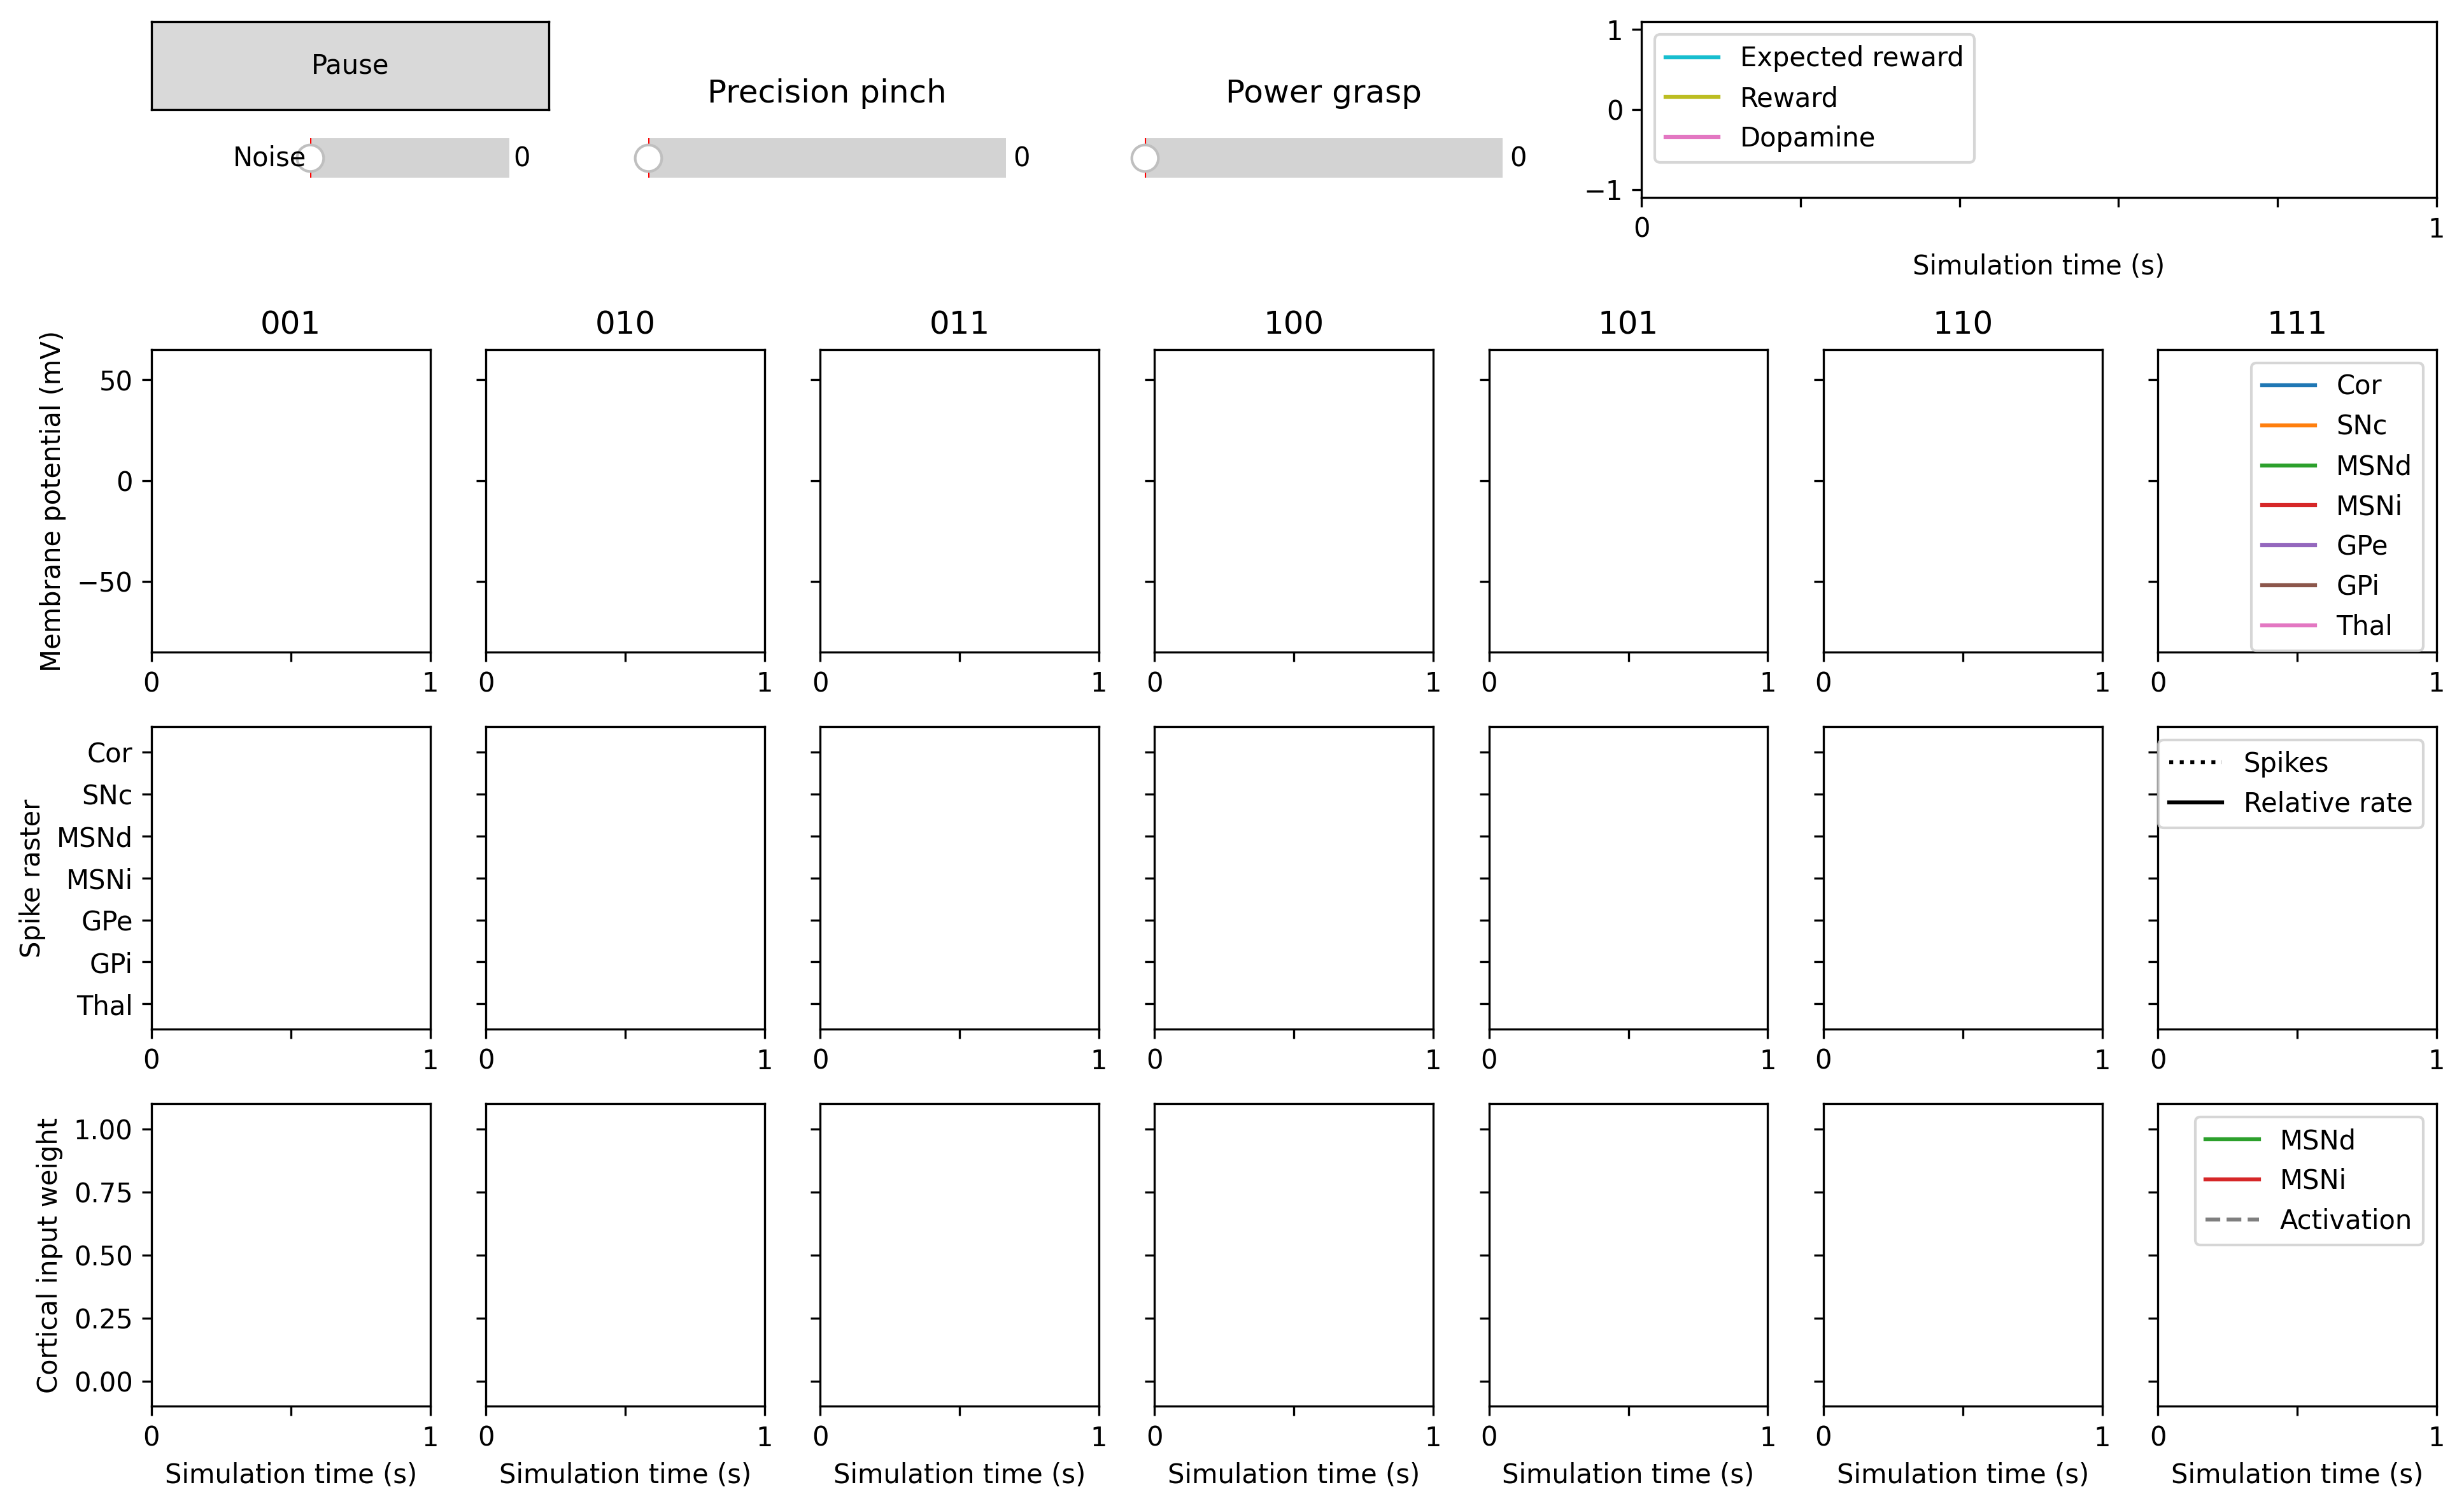 Pause
Noise 0
Precision pinch
0
Power grasp
0
1
0
−1
Expected reward
Reward
Dopamine
0 1
Simulation time (s)
001 010 011 100 101 110 111
Membrane potential (mV)
50
0
−50
Cor
SNc
MSNd
MSNi
GPe
GPi
Thal
0 1 0 1 0 1 0 1 0 1 0 1 0 1
Spike raster
Cor
SNc
MSNd
MSNi
GPe
GPi
Thal
Spikes
Relative rate
0 1 0 1 0 1 0 1 0 1 0 1 0 1
Cortical input weight
1.00
0.75
0.50
0.25
0.00
MSNd
MSNi
Activation
0 1 0 1 0 1 0 1 0 1 0 1 0 1
Simulation time (s) Simulation time (s) Simulation time (s) Simulation time (s) Simulation time (s) Simulation time (s) Simulation time (s)